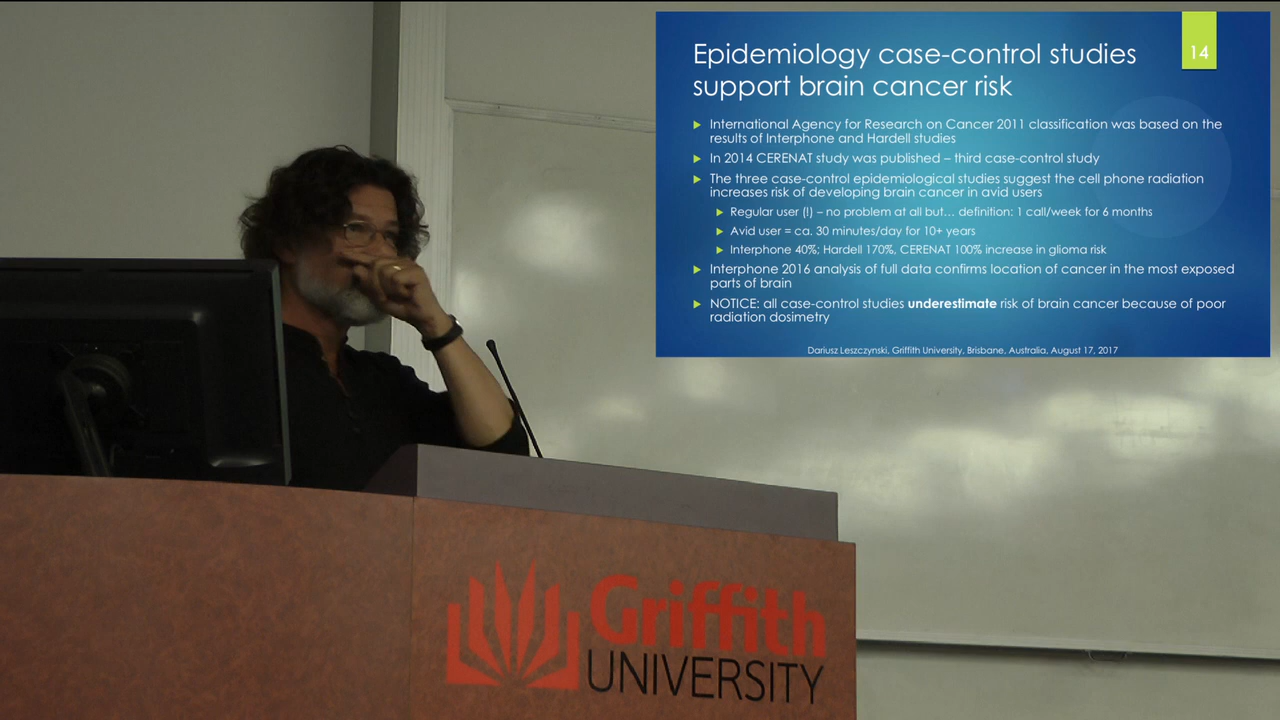 14
Epidemiology case-control studies
support brain cancer risk
International Agency for Research on Cancer 2011 classification was based on the
results of Interphone and Hardell studies
In 2014 CERENAT study was published – third case-control study
The three case-control epidemiological studies suggest the cell phone radiation
increases risk of developing brain cancer in avid users
Regular user (!) – no problem at all but… definition: 1 call/week for 6 months
Avid user = ca. 30 minutes/day for 10+ years
Interphone 40%; Hardell 170%, CERENAT 100% increase in glioma risk
Interphone 2016 analysis of full data confirms location of cancer in the most exposed
parts of brain
NOTICE: all case-control studies underestimate risk of brain cancer because of poor
radiation dosimetry
Dariusz Leszczynski, Griffith University, Brisbane, Australia, August 17, 2017
Griffith
UNIVERSITY